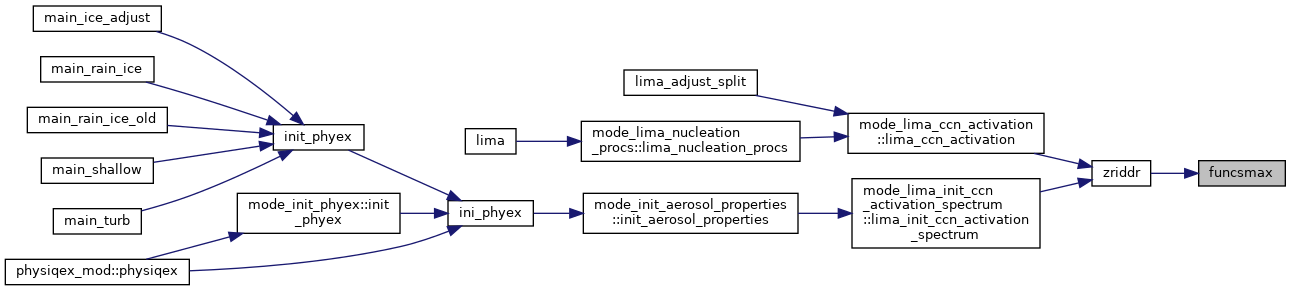 main_ice_adjust
main_rain_ice
main_rain_ice_old
main_shallow
main_turb
physiqex_mod::physiqex
init_phyex
mode_init_phyex::init
_phyex
lima
ini_phyex
lima_adjust_split
mode_lima_nucleation
_procs::lima_nucleation_procs
mode_init_aerosol_properties
::init_aerosol_properties
mode_lima_ccn_activation
::lima_ccn_activation
mode_lima_init_ccn
_activation_spectrum
::lima_init_ccn_activation
_spectrum
zriddr
funcsmax